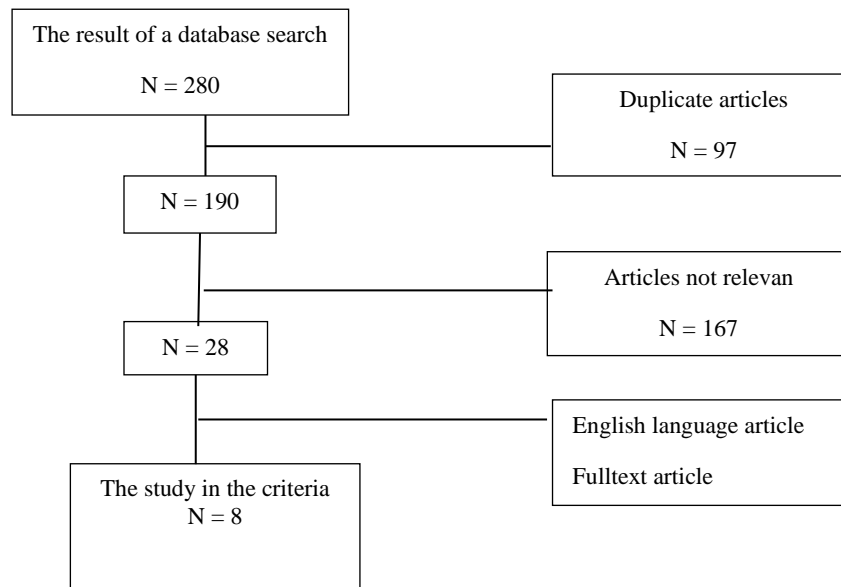 The result of a database search
N = 280
Duplicate articles
N = 97
N = 190
Articles not relevan
N = 167
N = 28
English language article
Fulltext article
The study in the criteria
N = 8